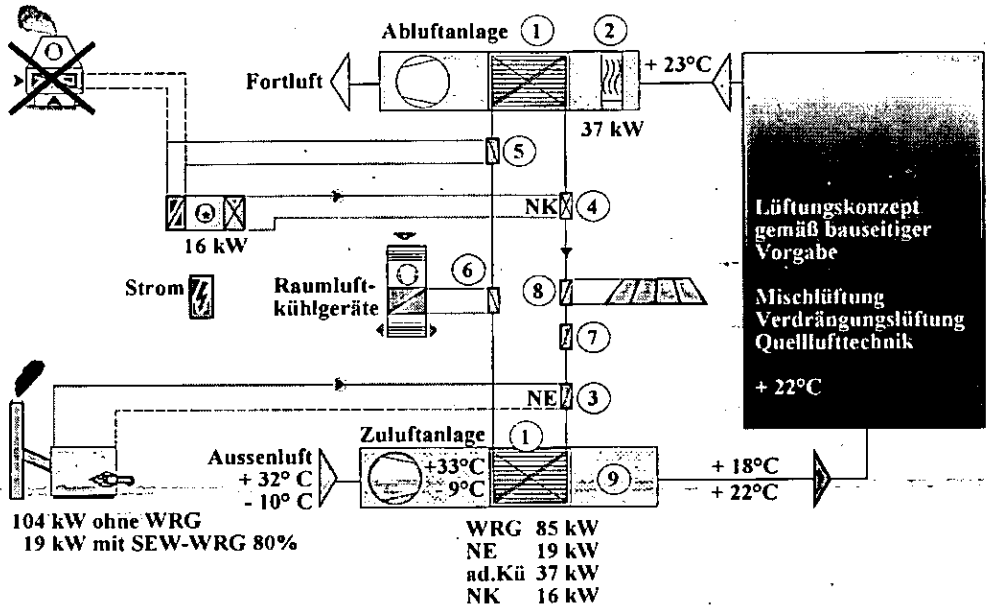 Abluftanlage
1
2
Fortluft
+ 23°C
37 kW
5
NK
4
16 kW
Lüftungskonzept
gemäß bauseitiger
Vorgabe
Mischlüftung
Verdrängungslüftung
Quelllufttechnik
+ 22°C
Strom
Raumluft-
kühlgeräte
6
8
7
NE
3
Zuluftanlage
1
Aussenluft
+ 32° C
- 10° C
+33°C
- 9°C
9
+ 18°C
+ 22°C
104 kW ohne WRG
19 kW mit SEW-WRG 80%
WRG 85 kW
NE 19 kW
ad.Kü 37 kW
NK 16 kW